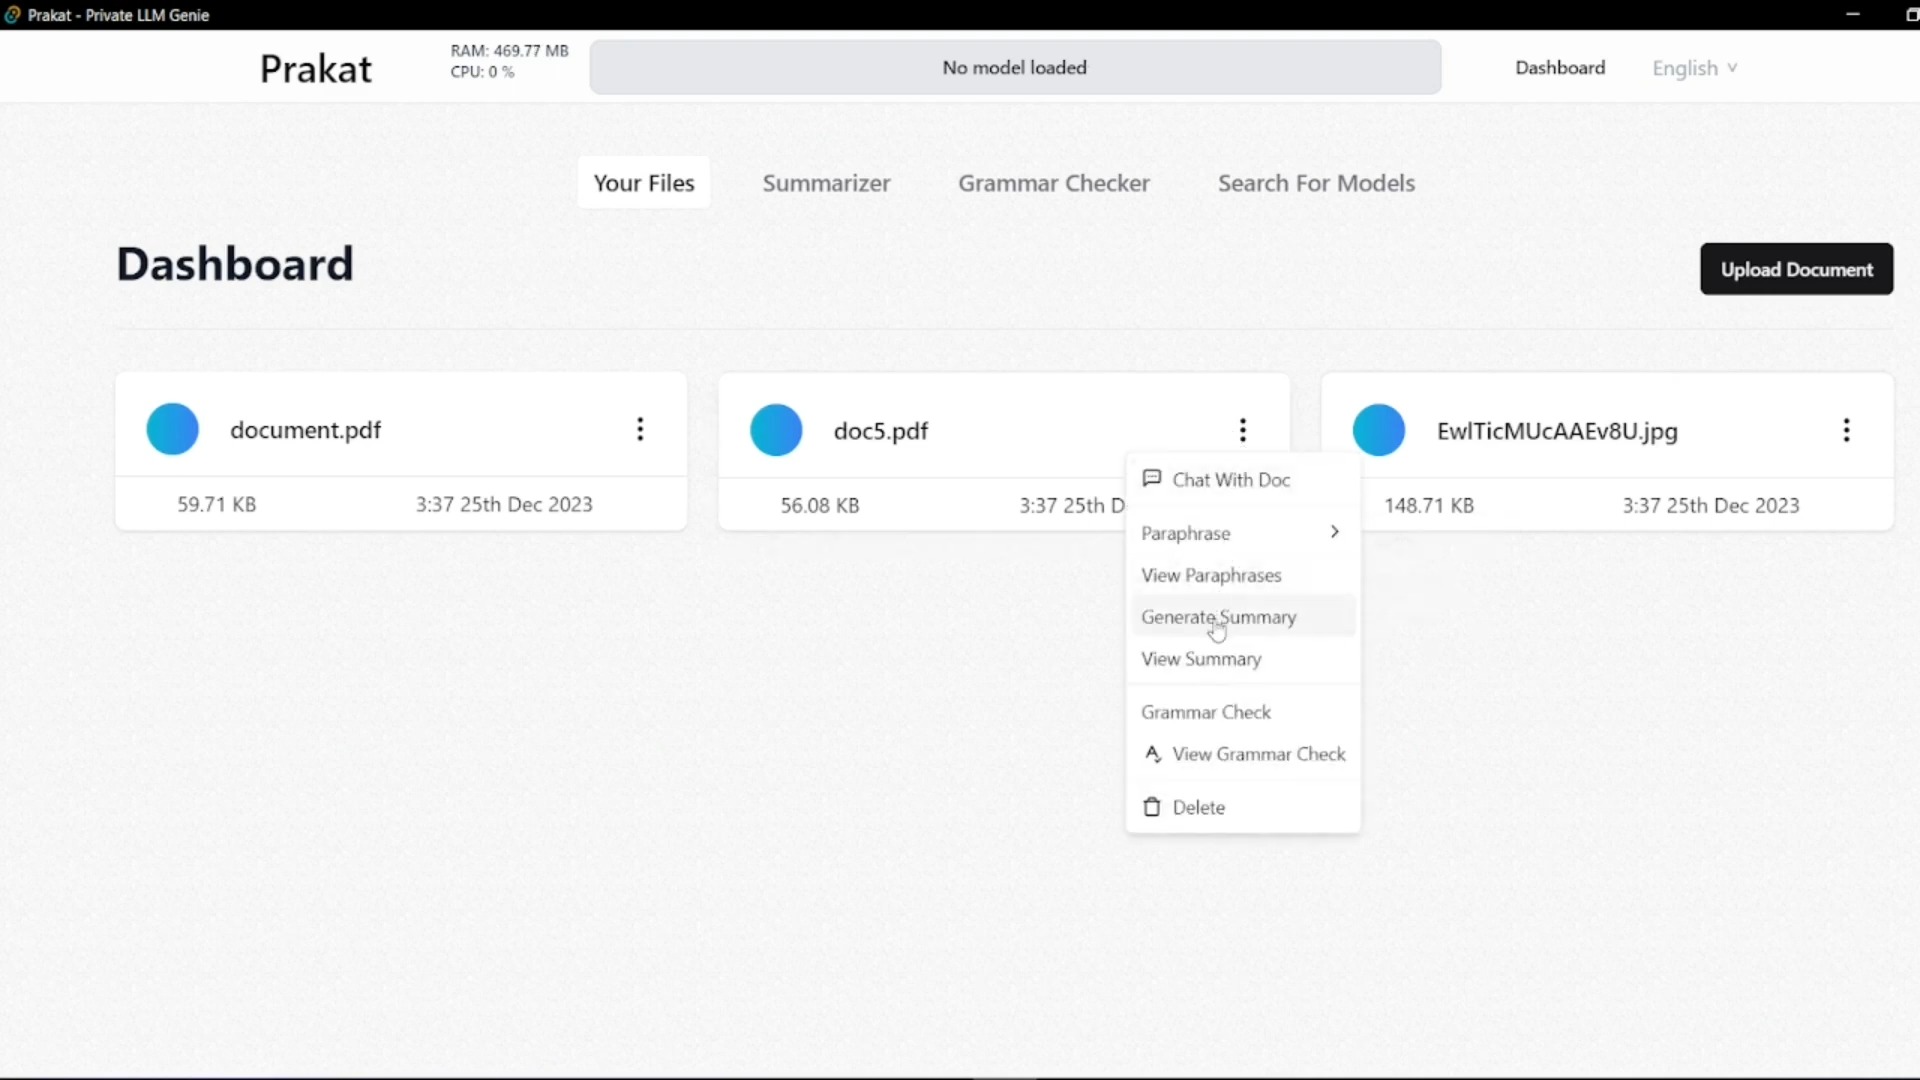 Prakat - Private LLM Genie
Prakat
RAM: 469.77 MB
CPU: 0 %
No model loaded
Dashboard
English
Your Files
Summarizer
Grammar Checker
Search For Models
Dashboard
Upload Document
document.pdf
59.71 KB
3:37 25th Dec 2023
doc5.pdf
56.08 KB
3:37 25th D
EwlTicMUcAAEv8U.jpg
148.71 KB
3:37 25th Dec 2023
Chat With Doc
Paraphrase
View Paraphrases
Generate Summary
View Summary
Grammar Check
View Grammar Check
Delete